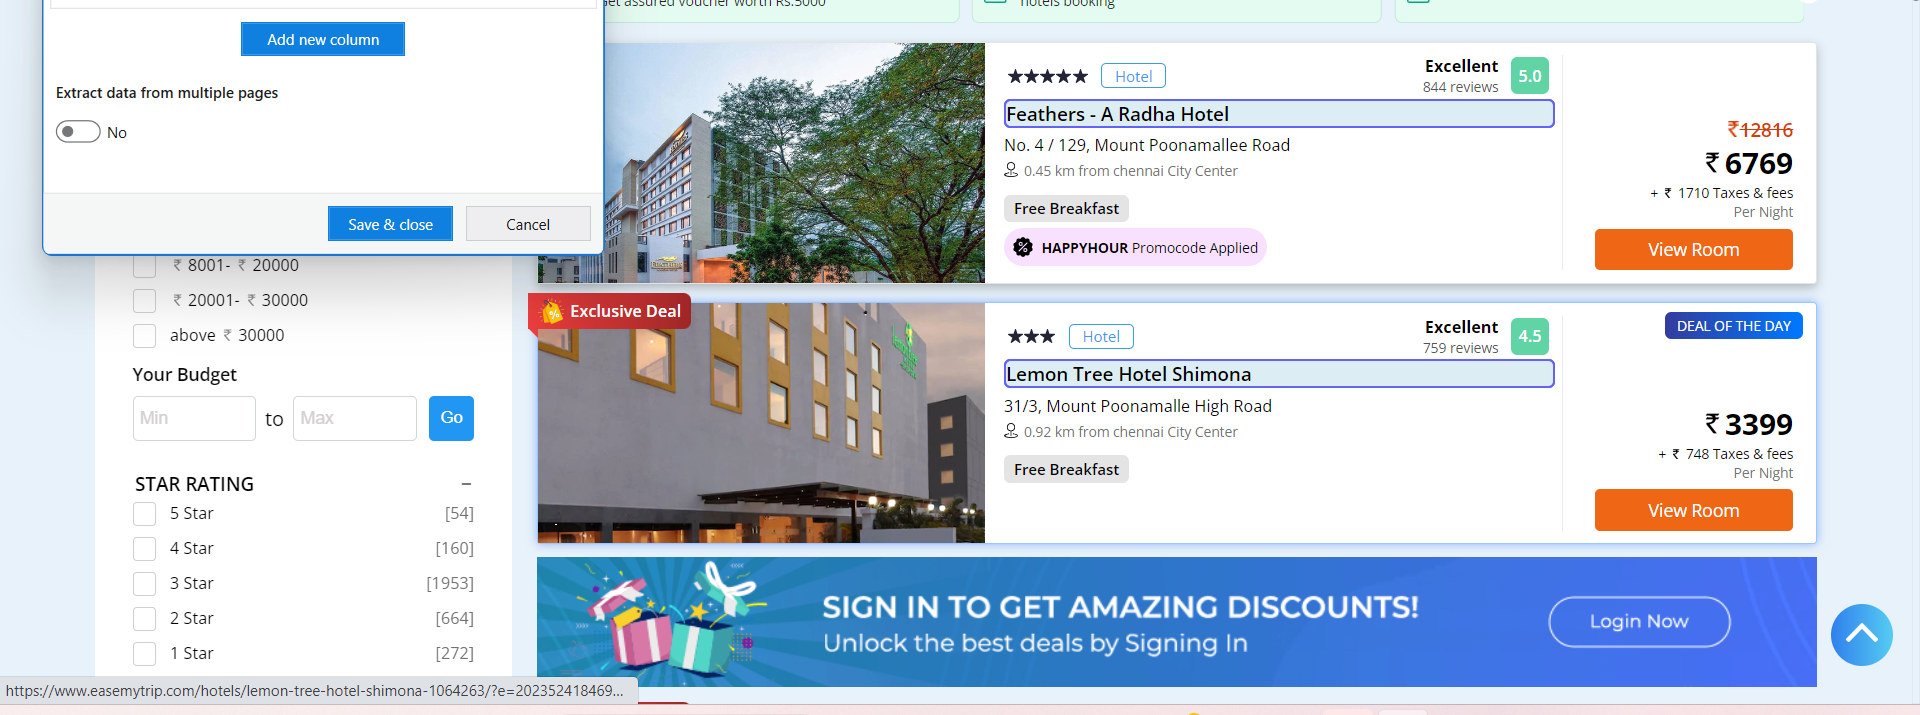 Get assured voucher worth Rs.5000
hotels booking
Add new column
Extract data from multiple pages
No
Save & close
Cancel
₹ 8001- ₹ 20000
₹ 20001- ₹ 30000
above ₹ 30000
Your Budget
Min
to
Max
Go
STAR RATING
5 Star
[54]
4 Star
[160]
3 Star
[1953]
2 Star
[664]
1 Star
[272]
Hotel
Excellent
844 reviews
5.0
Feathers - A Radha Hotel
No. 4 / 129, Mount Poonamallee Road
0.45 km from chennai City Center
Free Breakfast
HAPPYHOUR Promocode Applied
₹12816
₹ 6769
+ ₹ 1710 Taxes & fees
Per Night
View Room
Exclusive Deal
Hotel
Excellent
759 reviews
4.5
DEAL OF THE DAY
Lemon Tree Hotel Shimona
31/3, Mount Poonamalle High Road
0.92 km from chennai City Center
Free Breakfast
₹ 3399
+ ₹ 748 Taxes & fees
Per Night
View Room
SIGN IN TO GET AMAZING DISCOUNTS!
Unlock the best deals by Signing In
Login Now
https://www.easemytrip.com/hotels/lemon-tree-hotel-shimona-1064263/?e=202352418469...